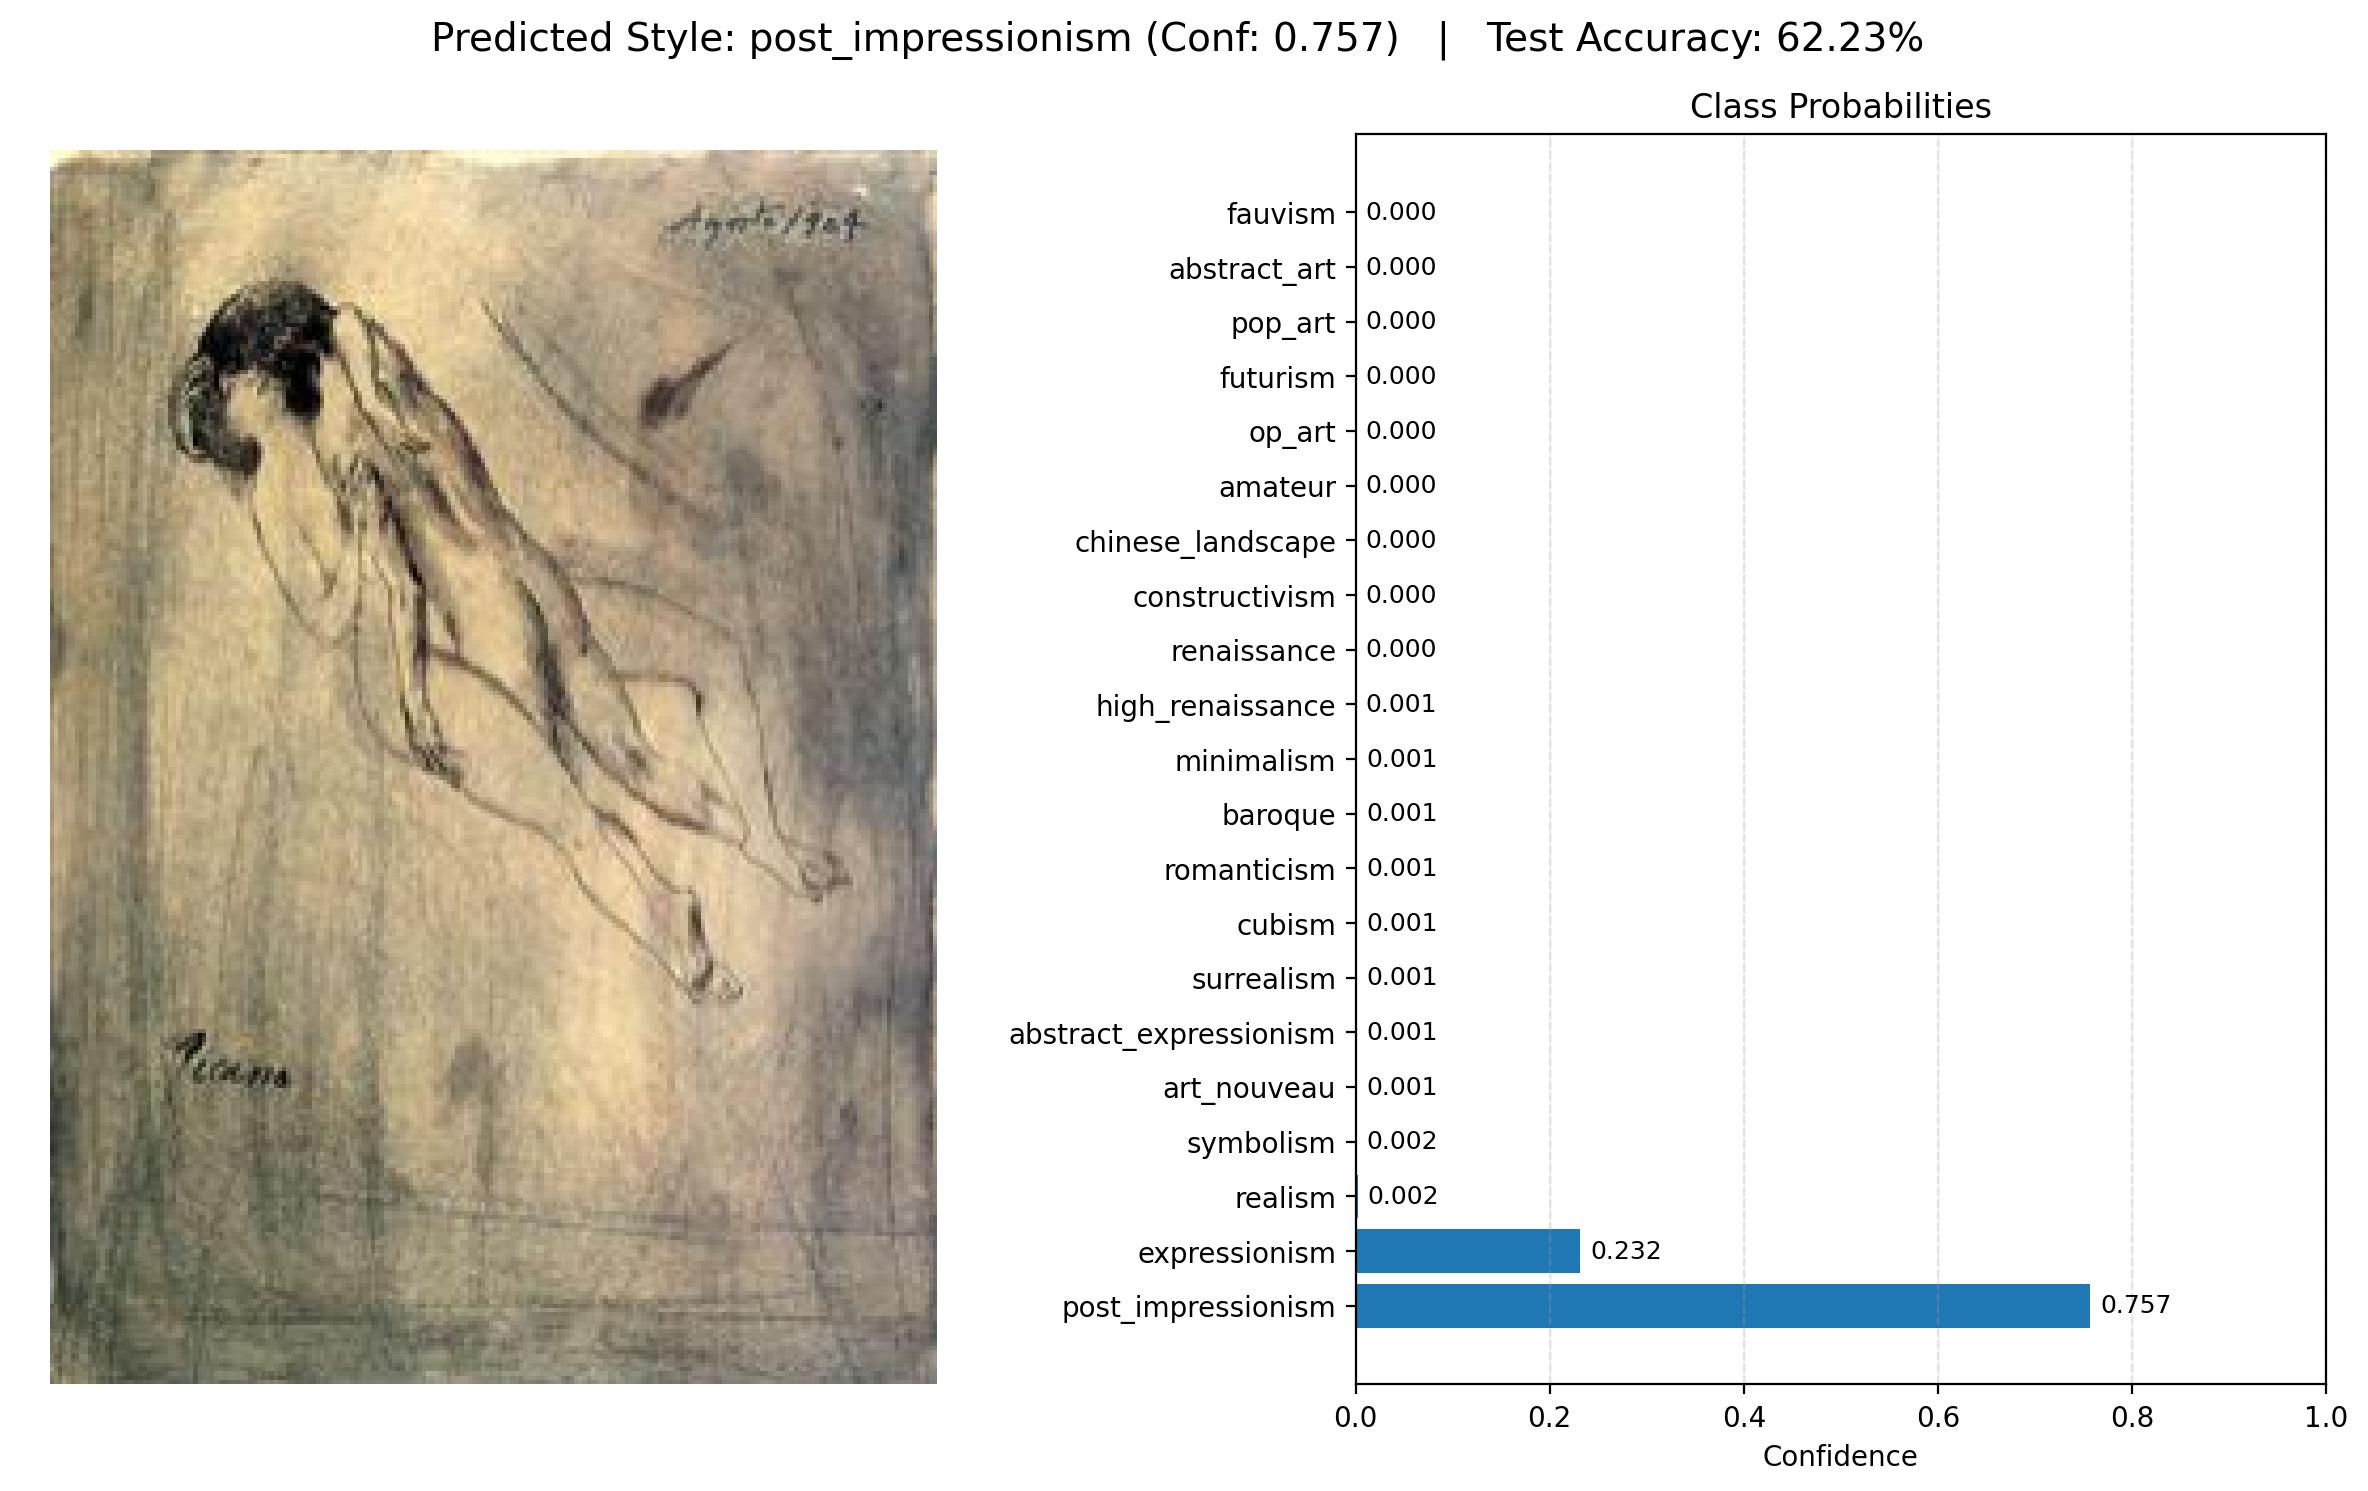 Predicted Style: post_impressionism (Conf: 0.757)   |   Test Accuracy: 62.23%
Agosto/1904
Picasso
Class Probabilities
fauvism 0.000
abstract_art 0.000
pop_art 0.000
futurism 0.000
op_art 0.000
amateur 0.000
chinese_landscape 0.000
constructivism 0.000
renaissance 0.000
high_renaissance 0.001
minimalism 0.001
baroque 0.001
romanticism 0.001
cubism 0.001
surrealism 0.001
abstract_expressionism 0.001
art_nouveau 0.001
symbolism 0.002
realism 0.002
expressionism 0.232
post_impressionism 0.757
0.0 0.2 0.4 0.6 0.8 1.0
Confidence